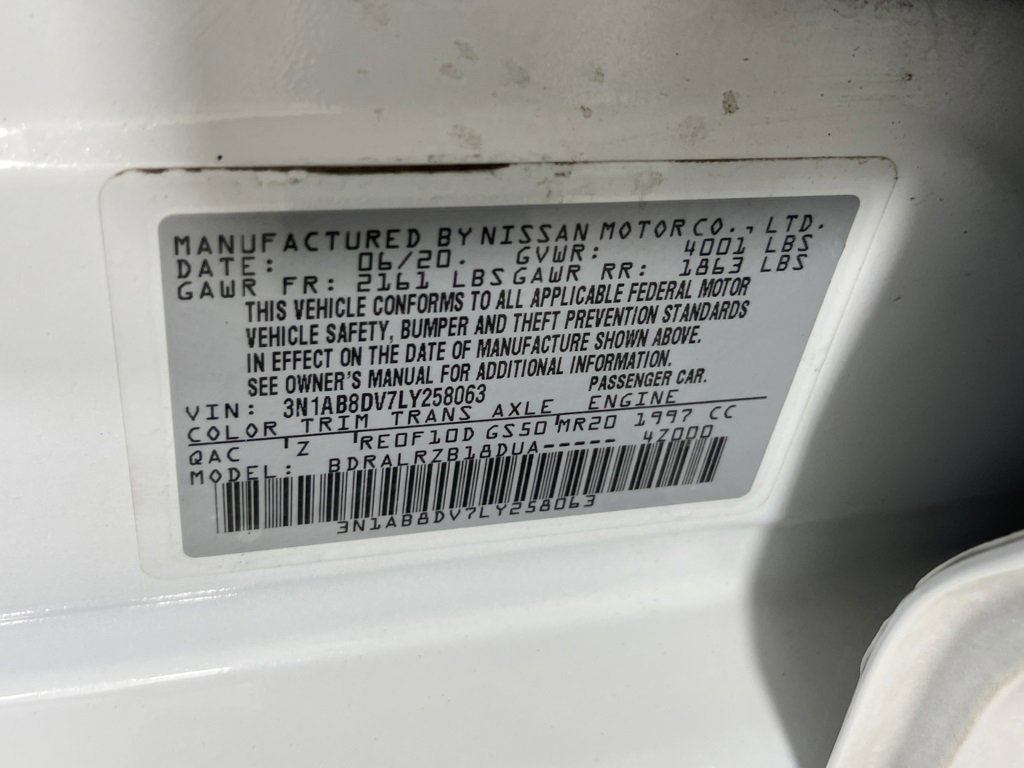 MANUFACTURED BY NISSAN MOTOR CO., LTD.
DATE: 06/20. GVWR: 4001 LBS
GAWR FR: 2161 LBS GAWR RR: 1863 LBS
THIS VEHICLE CONFORMS TO ALL APPLICABLE FEDERAL MOTOR
VEHICLE SAFETY, BUMPER AND THEFT PREVENTION STANDARDS
IN EFFECT ON THE DATE OF MANUFACTURE SHOWN ABOVE.
SEE OWNER'S MANUAL FOR ADDITIONAL INFORMATION.
VIN: 3N1AB8DV7LY258063 PASSENGER CAR.
COLOR TRIM TRANS AXLE ENGINE
QAC Z RE0F10D GS50 MR20 1997 CC
MODEL: BDRALRZB18DUA----- 4Z000
3N1AB8DV7LY258063